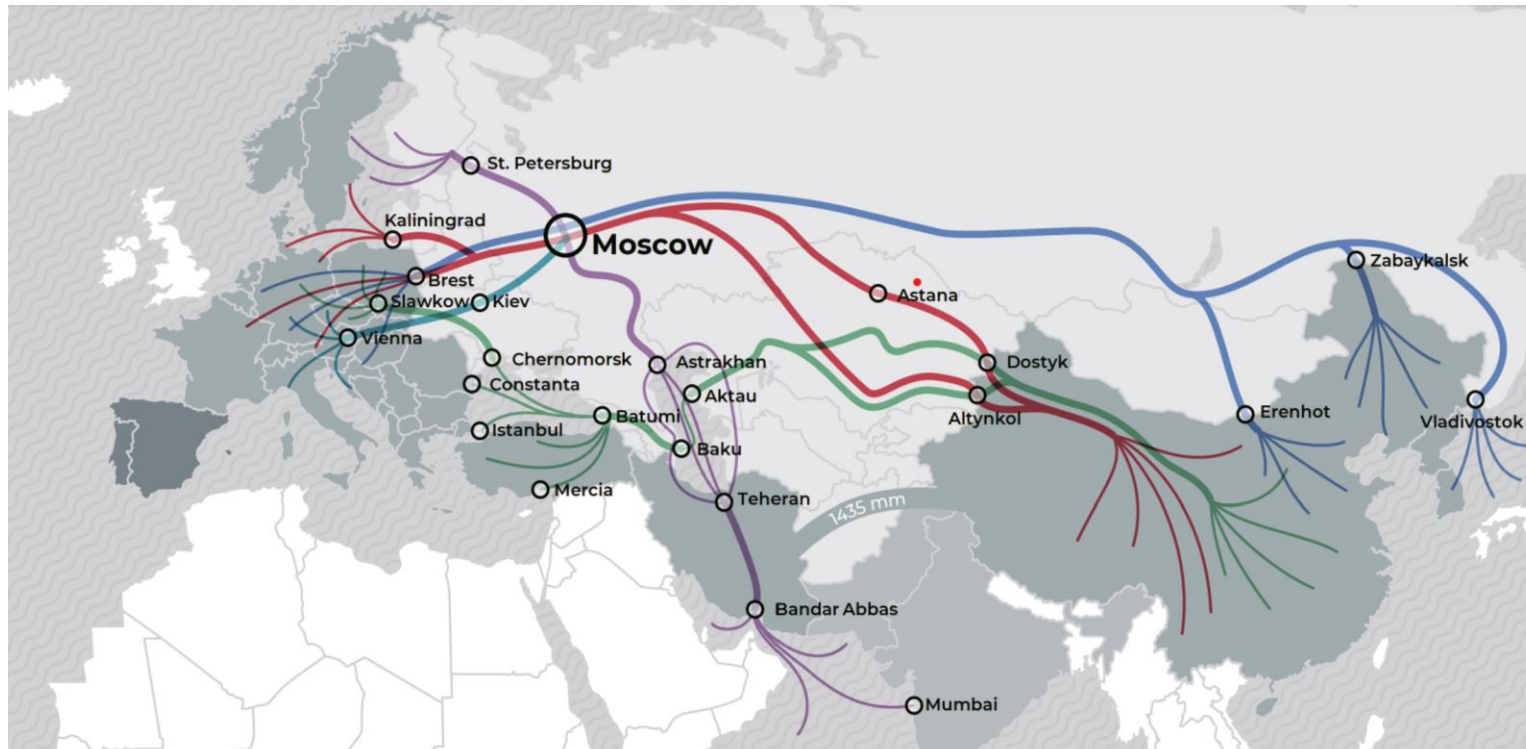 St. Petersburg
Kaliningrad
Moscow
Zabaykalsk
Brest
Astana
Slawkow
Kiev
Vienna
Chernomorsk
Astrakhan
Dostyk
Constanta
Aktau
Batumi
Altynkol
Erenhot
Vladivostok
Istanbul
Baku
Mercia
Teheran
1435 mm
Bandar Abbas
Mumbai